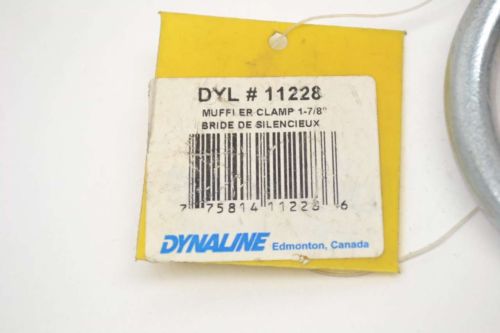 DYL # 11228
MUFFLER CLAMP 1-7/8"
BRIDE DE SILENCIEUX
7 75814 11228 6
DYNALINE Edmonton, Canada